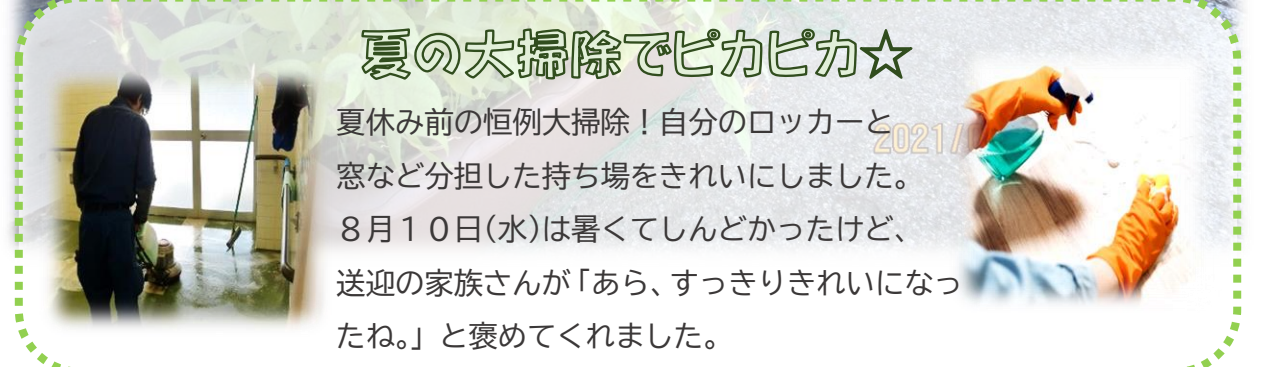 夏の大掃除でピカピカ☆
夏休み前の恒例大掃除！自分のロッカーと
2021/
窓など分担した持ち場をきれいにしました。
８月１０日(水)は暑くてしんどかったけど、
送迎の家族さんが「あら、すっきりきれいになっ
たね。」と褒めてくれました。